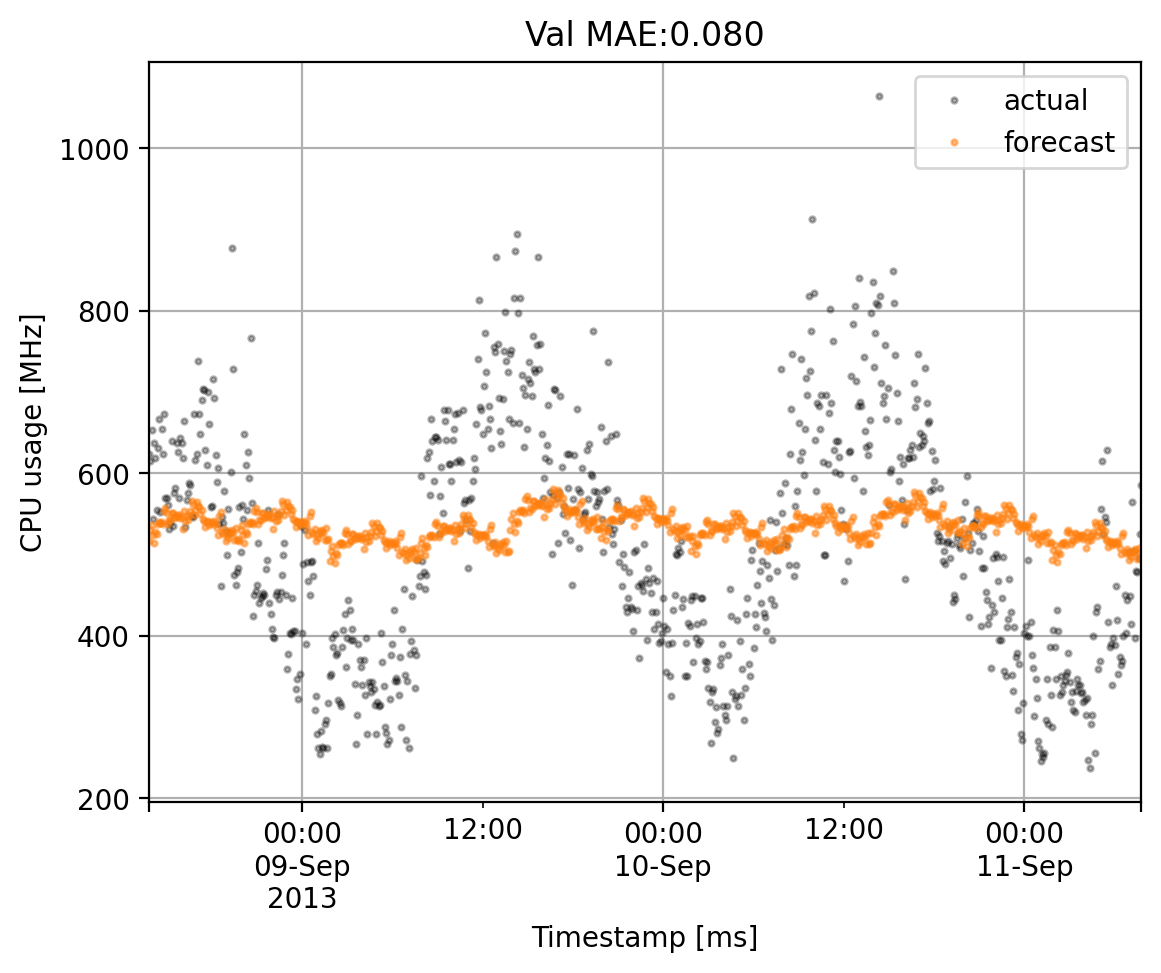 Val MAE:0.080
actual
forecast
1000
800
600
400
200
CPU usage [MHz]
00:00
09-Sep
2013
12:00
00:00
10-Sep
12:00
00:00
11-Sep
Timestamp [ms]